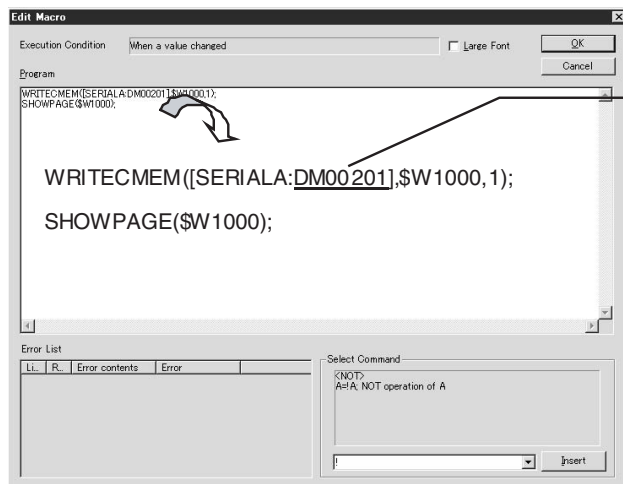 Edit Macro
Execution Condition When a value changed Large Font OK
Cancel
Program
WRITECMEM([SERIALA:DM00201],$W1000,1);
SHOWPAGE($W1000);
WRITECMEM([SERIALA:DM00201],$W1000,1);
SHOWPAGE($W1000);
Error List
Li.. R.. Error contents Error
Select Command
<NOT>
A=!A; NOT operation of A
! Insert